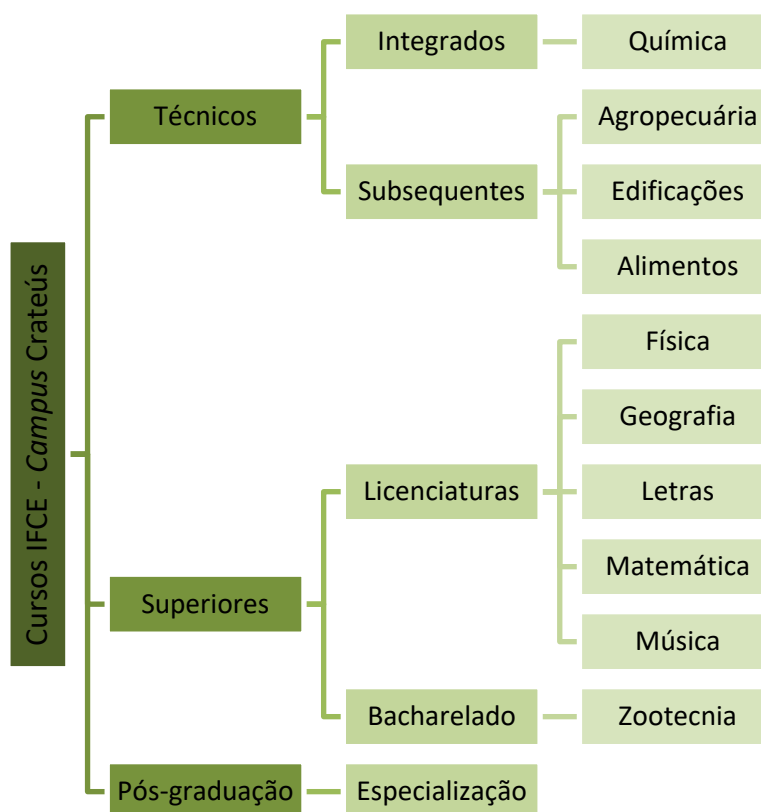 Cursos IFCE - Campus Crateús
Técnicos
Integrados
Química
Subsequentes
Agropecuária
Edificações
Alimentos
Superiores
Licenciaturas
Física
Geografia
Letras
Matemática
Música
Bacharelado
Zootecnia
Pós-graduação
Especialização